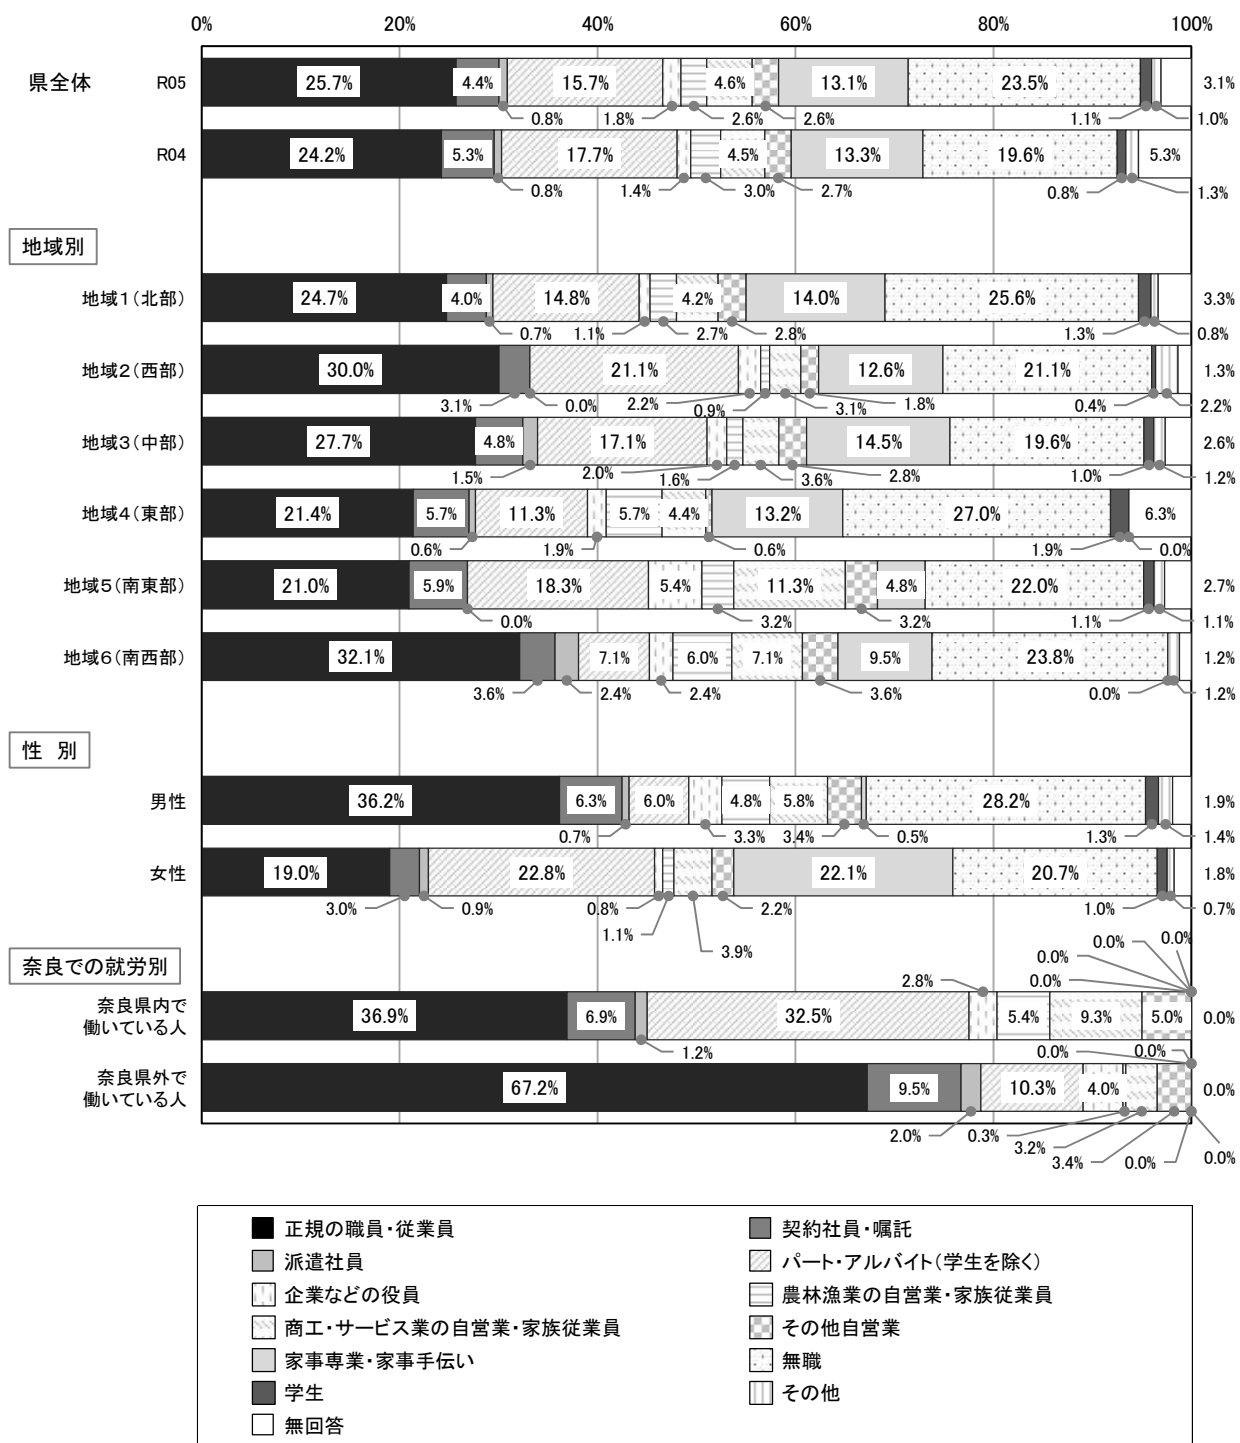 0% 20% 40% 60% 80% 100%
県全体 R05 25.7% 4.4% 15.7% 4.6% 13.1% 23.5% 3.1%
0.8% 1.8% 2.6% 2.6% 1.1% 1.0%
R04 24.2% 5.3% 17.7% 4.5% 13.3% 19.6% 5.3%
0.8% 1.4% 3.0% 2.7% 0.8% 1.3%
地域別
地域1(北部) 24.7% 4.0% 14.8% 4.2% 14.0% 25.6% 3.3%
0.7% 1.1% 2.7% 2.8% 1.3% 0.8%
地域2(西部) 30.0% 21.1% 12.6% 21.1% 1.3%
3.1% 0.0% 2.2% 0.9% 3.1% 1.8% 0.4% 2.2%
地域3(中部) 27.7% 4.8% 17.1% 14.5% 19.6% 2.6%
1.5% 2.0% 1.6% 3.6% 2.8% 1.0% 1.2%
地域4(東部) 21.4% 5.7% 11.3% 5.7% 4.4% 13.2% 27.0% 6.3%
0.6% 1.9% 0.6% 1.9% 0.0%
地域5(南東部) 21.0% 5.9% 18.3% 5.4% 11.3% 4.8% 22.0% 2.7%
0.0% 3.2% 3.2% 1.1% 1.1%
地域6(南西部) 32.1% 7.1% 6.0% 7.1% 9.5% 23.8% 1.2%
3.6% 2.4% 2.4% 3.6% 0.0% 1.2%
性 別
男性 36.2% 6.3% 6.0% 4.8% 5.8% 28.2% 1.9%
0.7% 3.3% 3.4% 0.5% 1.3% 1.4%
女性 19.0% 22.8% 22.1% 20.7% 1.8%
3.0% 0.9% 0.8% 2.2% 1.0% 0.7%
1.1% 3.9%
0.0% 0.0%
奈良での就労別 0.0%
2.8% 0.0%
奈良県内で
働いている人 36.9% 6.9% 32.5% 5.4% 9.3% 5.0% 0.0%
1.2% 0.0% 0.0%
奈良県外で
働いている人 67.2% 9.5% 10.3% 4.0% 0.0%
2.0% 0.3% 3.2% 3.4% 0.0% 0.0%
正規の職員・従業員 契約社員・嘱託
派遣社員 パート・アルバイト(学生を除く)
企業などの役員 農林漁業の自営業・家族従業員
商工・サービス業の自営業・家族従業員 その他自営業
家事専業・家事手伝い 無職
学生 その他
無回答